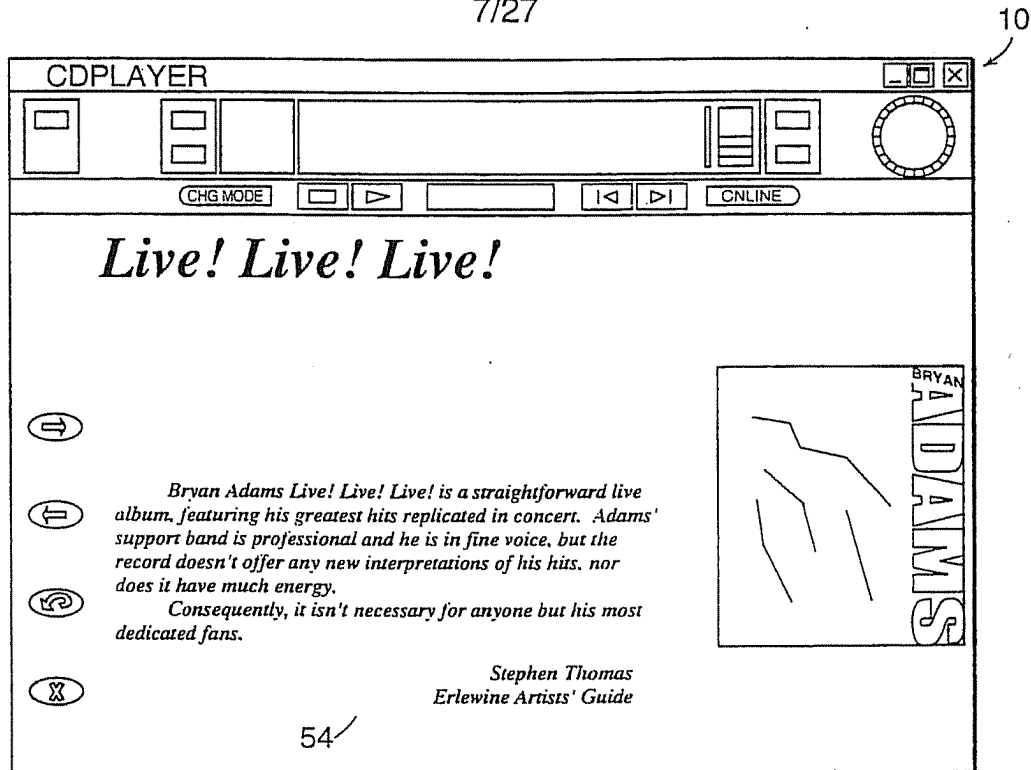 7/27
10
CDPLAYER
CHG MODE
CNLINE
Live! Live! Live!
BRYAN
ADAMS
Bryan Adams Live! Live! Live! is a straightforward live
album, featuring his greatest hits replicated in concert. Adams'
support band is professional and he is in fine voice, but the
record doesn't offer any new interpretations of his hits, nor
does it have much energy.
Consequently, it isn't necessary for anyone but his most
dedicated fans.
X
Stephen Thomas
Erlewine Artists' Guide
54